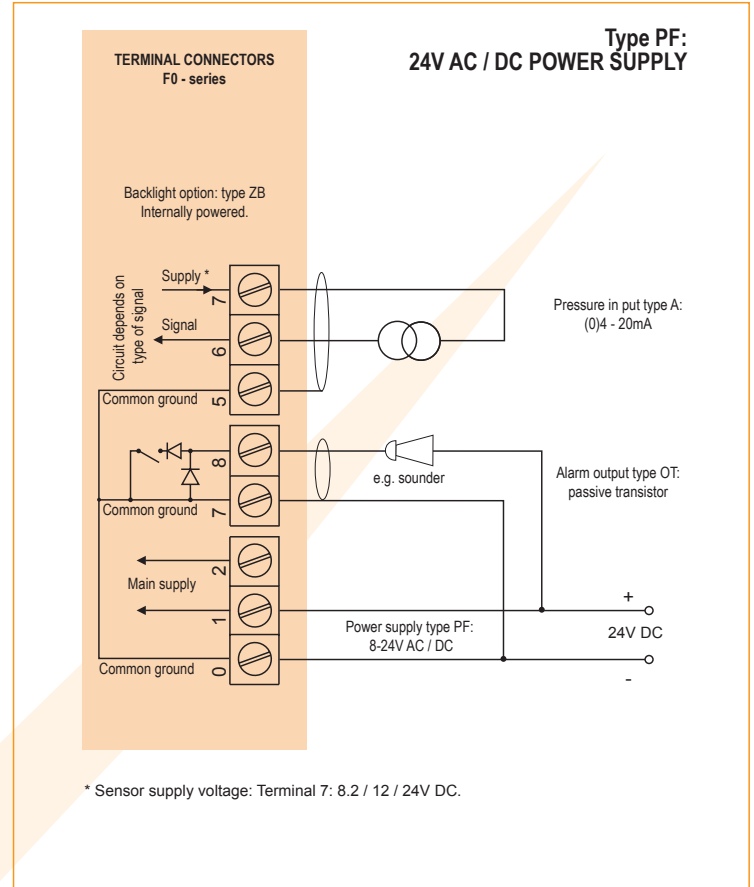 Type PF:
24V AC / DC POWER SUPPLY
TERMINAL CONNECTORS
F0 - series
Backlight option: type ZB
Internally powered.
Circuit depends on
type of signal
Supply *
7
Signal
6
Common ground
5
Pressure in put type A:
(0)4 - 20mA
8
e.g. sounder
Alarm output type OT:
passive transistor
Common ground
7
2
Main supply
1
Power supply type PF:
8-24V AC / DC
+
24V DC
-
Common ground
0
* Sensor supply voltage: Terminal 7: 8.2 / 12 / 24V DC.